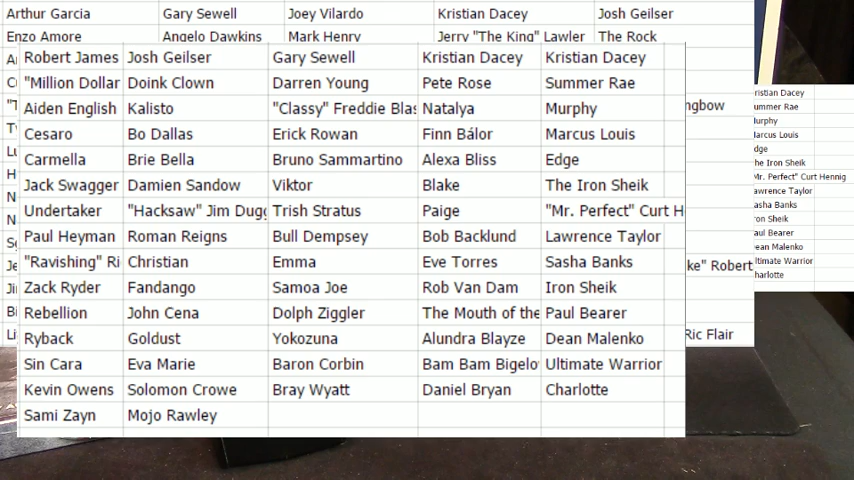 Arthur Garcia Gary Sewell Joey Vilardo Kristian Dacey Josh Geilser
Enzo Amore Angelo Dawkins Mark Henry Jerry "The King" Lawler The Rock
Robert James Josh Geilser Gary Sewell Kristian Dacey Kristian Dacey
"Million Dollar Doink Clown Darren Young Pete Rose Summer Rae
Aiden English Kalisto "Classy" Freddie Blas Natalya Murphy
Cesaro Bo Dallas Erick Rowan Finn Bálor Marcus Louis
Carmella Brie Bella Bruno Sammartino Alexa Bliss Edge
Jack Swagger Damien Sandow Viktor Blake The Iron Sheik
Undertaker "Hacksaw" Jim Dugg Trish Stratus Paige "Mr. Perfect" Curt H
Paul Heyman Roman Reigns Bull Dempsey Bob Backlund Lawrence Taylor
"Ravishing" Ri Christian Emma Eve Torres Sasha Banks
Zack Ryder Fandango Samoa Joe Rob Van Dam Iron Sheik
Rebellion John Cena Dolph Ziggler The Mouth of the Paul Bearer
Ryback Goldust Yokozuna Alundra Blayze Dean Malenko
Sin Cara Eva Marie Baron Corbin Bam Bam Bigelo Ultimate Warrior
Kevin Owens Solomon Crowe Bray Wyatt Daniel Bryan Charlotte
Sami Zayn Mojo Rawley
ngbow
ke" Robert
Ric Flair
ristian Dacey
ummer Rae
urphy
arcus Louis
dge
he Iron Sheik
Mr. Perfect" Curt Hennig
awrence Taylor
asha Banks
ron Sheik
aul Bearer
ean Malenko
ltimate Warrior
harlotte